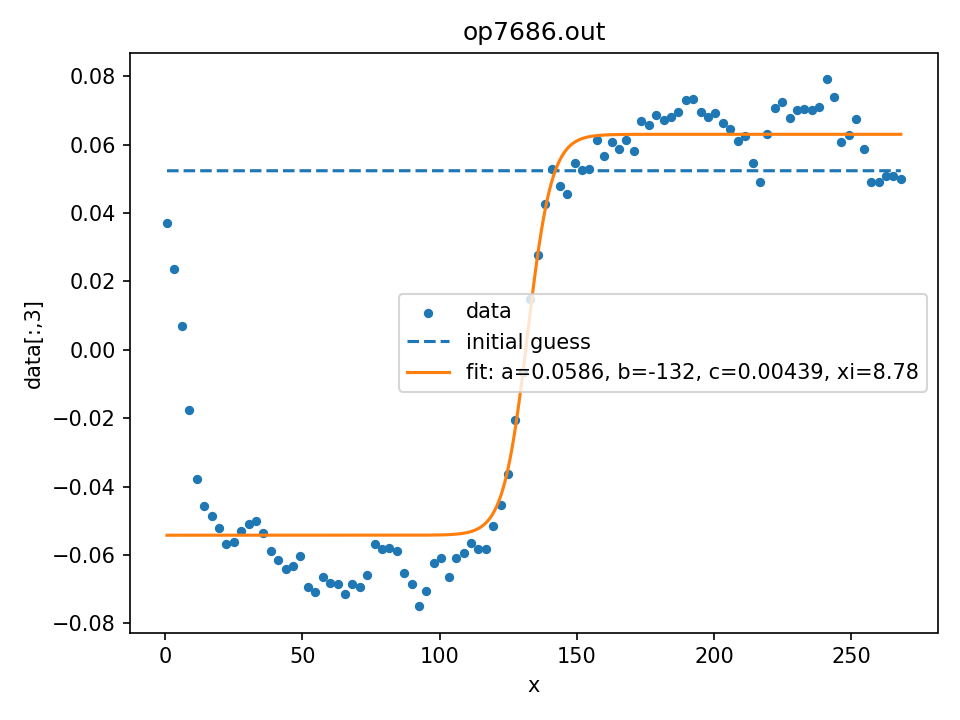 op7686.out
0.08
0.06
0.04
0.02
0.00
−0.02
−0.04
−0.06
−0.08
data[:,3]
data
initial guess
fit: a=0.0586, b=-132, c=0.00439, xi=8.78
0 50 100 150 200 250
x